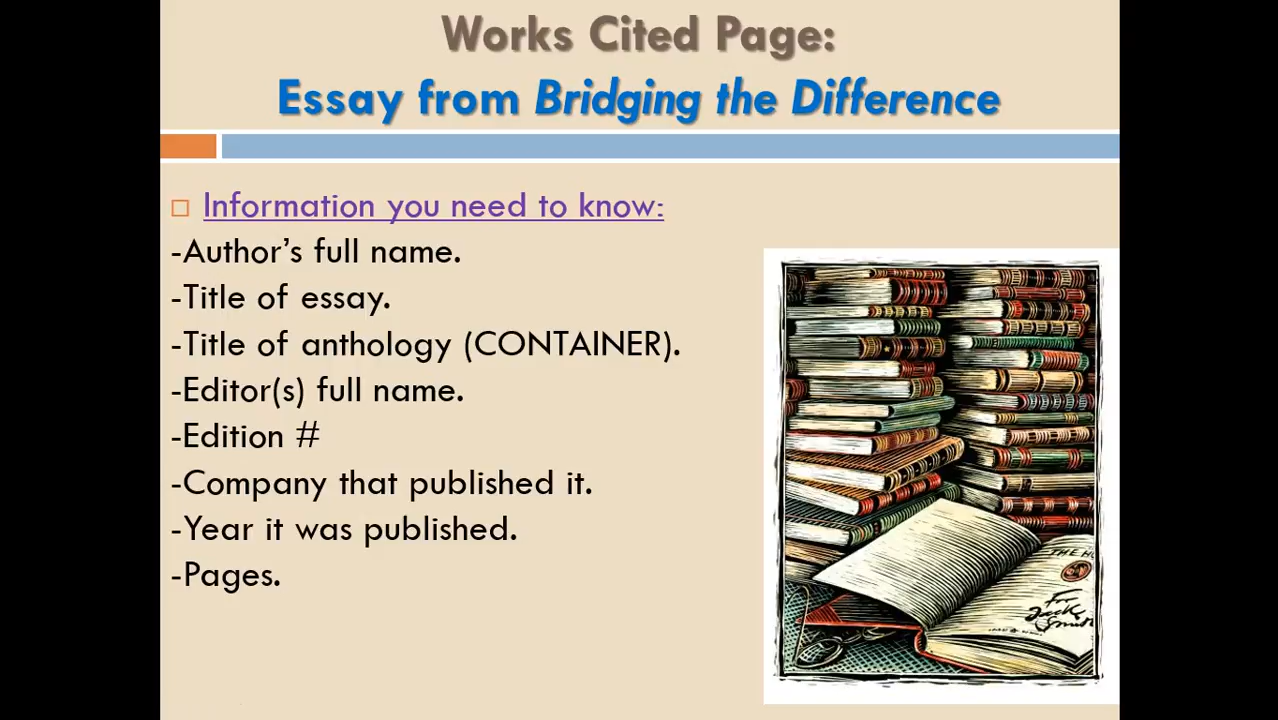 Works Cited Page:
Essay from Bridging the Difference
Information you need to know:
-Author’s full name.
-Title of essay.
-Title of anthology (CONTAINER).
-Editor(s) full name.
-Edition #
-Company that published it.
-Year it was published.
-Pages.
THE